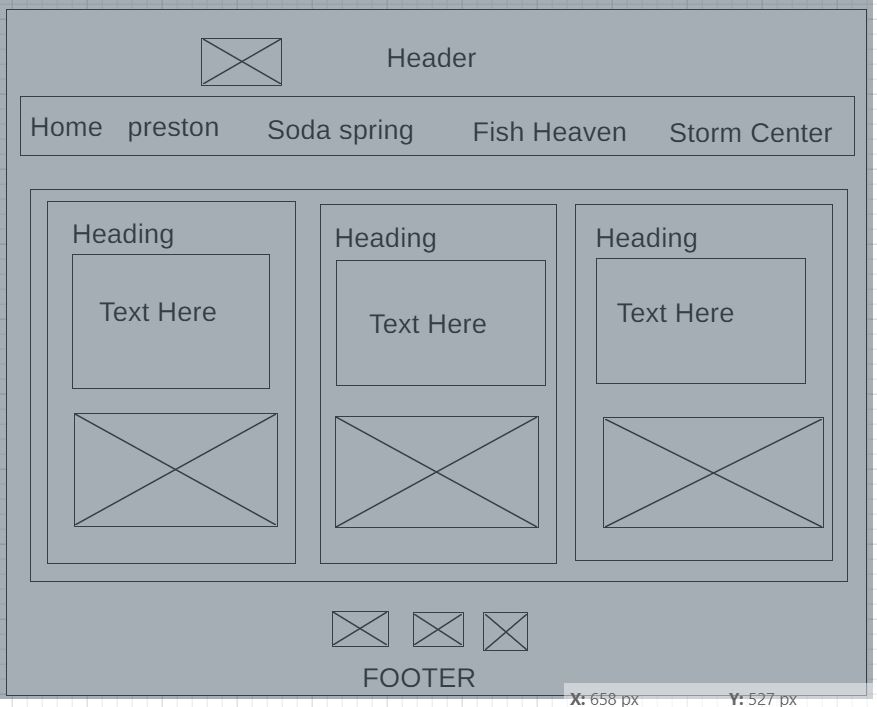 Header
Home preston Soda spring Fish Heaven Storm Center
Heading Heading Heading
Text Here Text Here Text Here
FOOTER
X: 658 px Y: 527 px